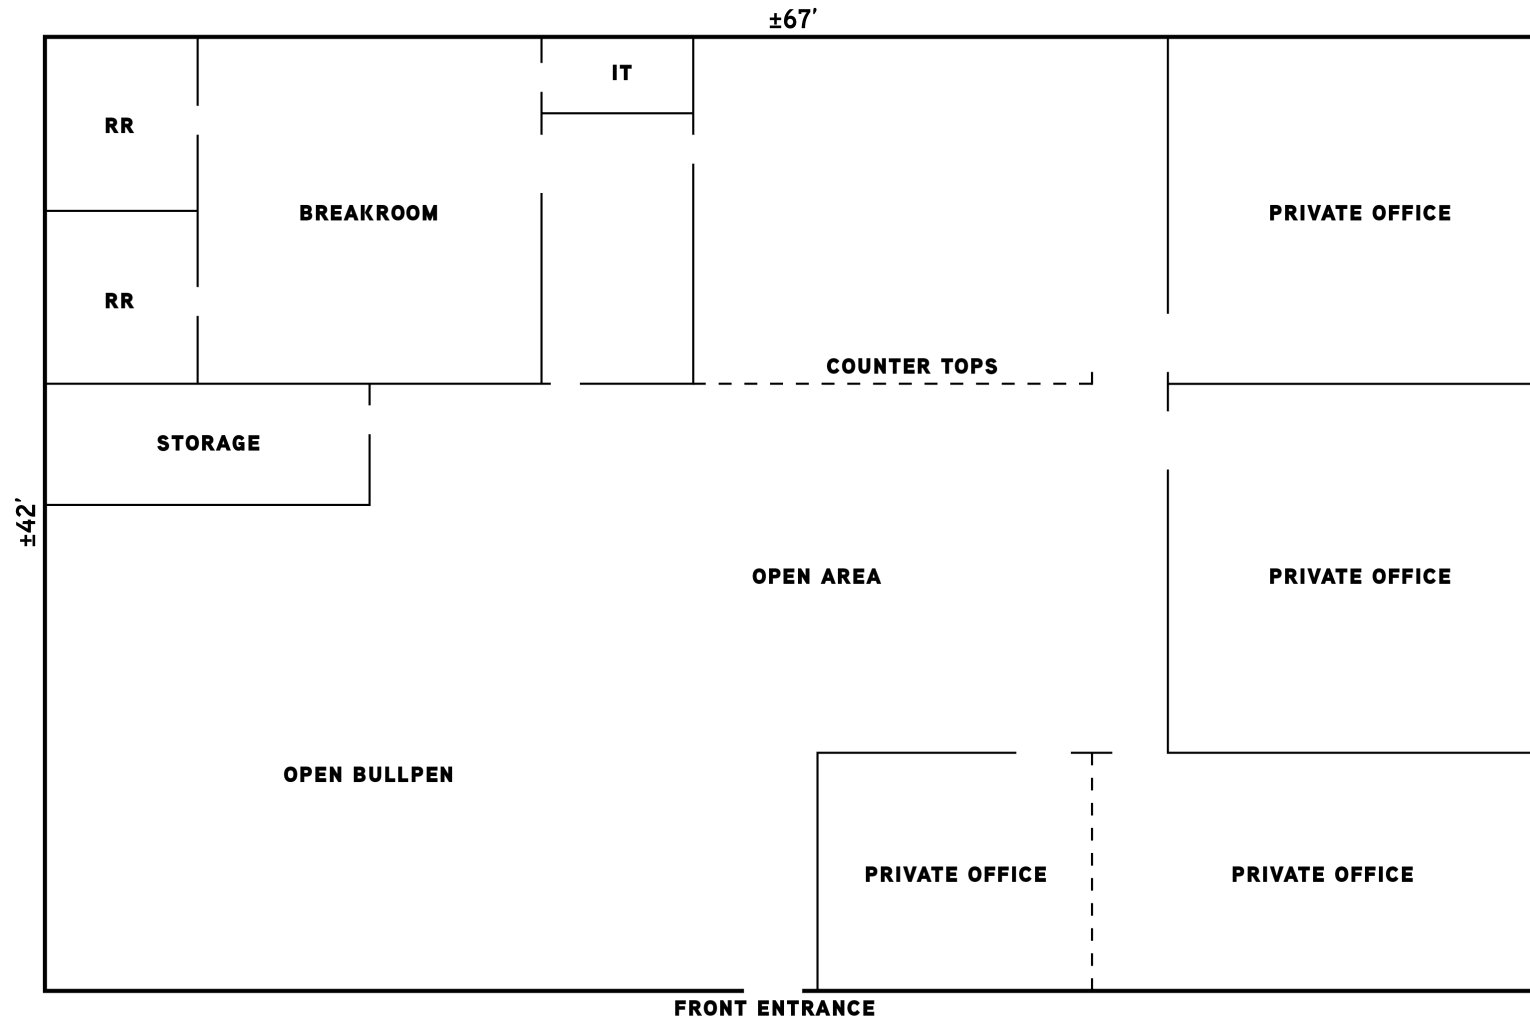 ±67’
IT
RR
BREAKROOM
PRIVATE OFFICE
RR
COUNTER TOPS
STORAGE
±42’
OPEN AREA
PRIVATE OFFICE
OPEN BULLPEN
PRIVATE OFFICE
PRIVATE OFFICE
FRONT ENTRANCE